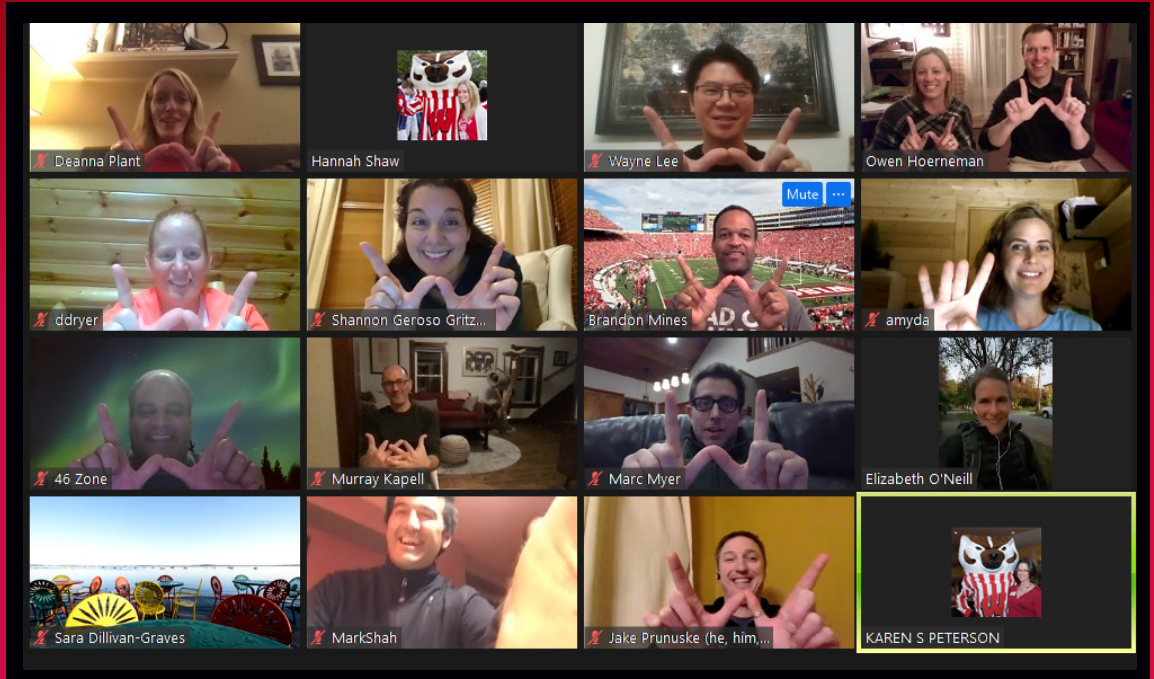 Deanna Plant
Hannah Shaw
Wayne Lee
Owen Hoerneman
Mute ...
ddryer
Shannon Geroso Gritz...
Brandon Mines
amyda
46 Zone
Murray Kapell
Marc Myer
Elizabeth O'Neill
Sara Dillivan-Graves
MarkShah
Jake Prunuske (he, him,...
KAREN S PETERSON